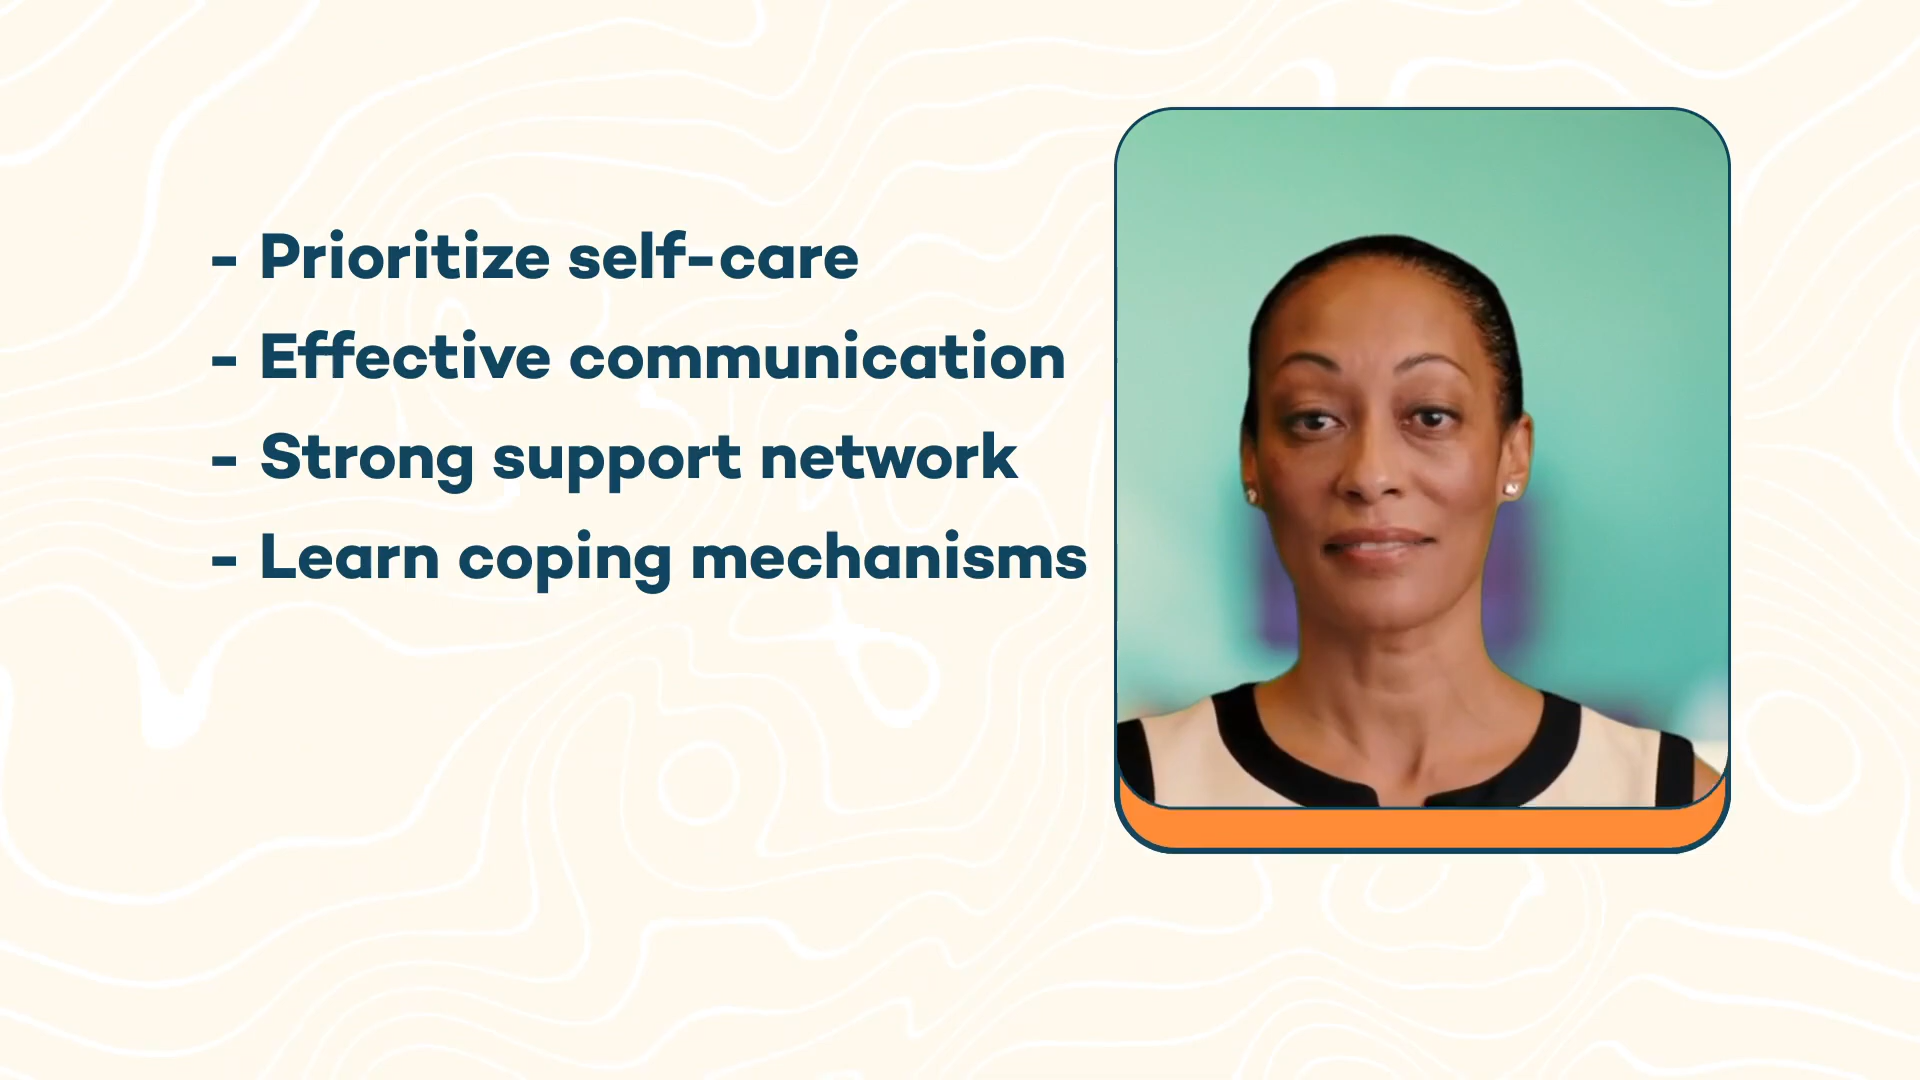 - Prioritize self-care
- Effective communication
- Strong support network
- Learn coping mechanisms